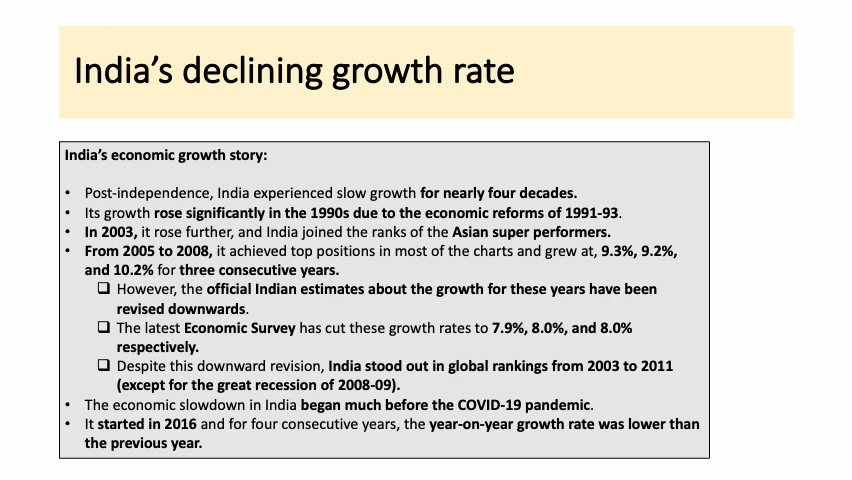 India’s declining growth rate
India’s economic growth story:
• Post-independence, India experienced slow growth for nearly four decades.
• Its growth rose significantly in the 1990s due to the economic reforms of 1991-93.
• In 2003, it rose further, and India joined the ranks of the Asian super performers.
• From 2005 to 2008, it achieved top positions in most of the charts and grew at, 9.3%, 9.2%,
and 10.2% for three consecutive years.
❑ However, the official Indian estimates about the growth for these years have been
revised downwards.
❑ The latest Economic Survey has cut these growth rates to 7.9%, 8.0%, and 8.0%
respectively.
❑ Despite this downward revision, India stood out in global rankings from 2003 to 2011
(except for the great recession of 2008-09).
• The economic slowdown in India began much before the COVID-19 pandemic.
• It started in 2016 and for four consecutive years, the year-on-year growth rate was lower than
the previous year.